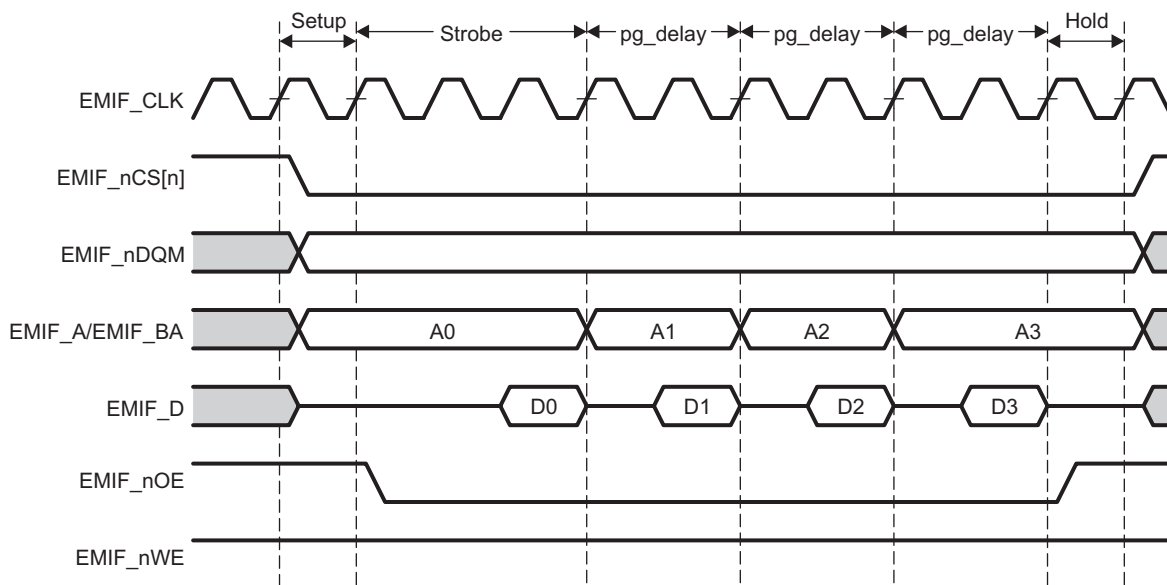 Setup
Strobe
pg_delay
pg_delay
pg_delay
Hold
EMIF_CLK
EMIF_nCS[n]
EMIF_nDQM
EMIF_A/EMIF_BA
A0
A1
A2
A3
EMIF_D
D0
D1
D2
D3
EMIF_nOE
EMIF_nWE